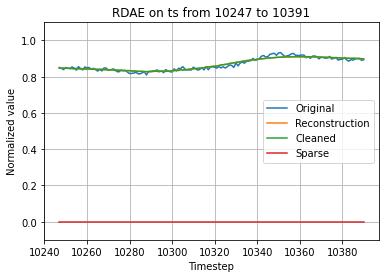 RDAE on ts from 10247 to 10391
Normalized value
1.0
0.8
0.6
0.4
0.2
0.0
Original
Reconstruction
Cleaned
Sparse
10240 10260 10280 10300 10320 10340 10360 10380
Timestep